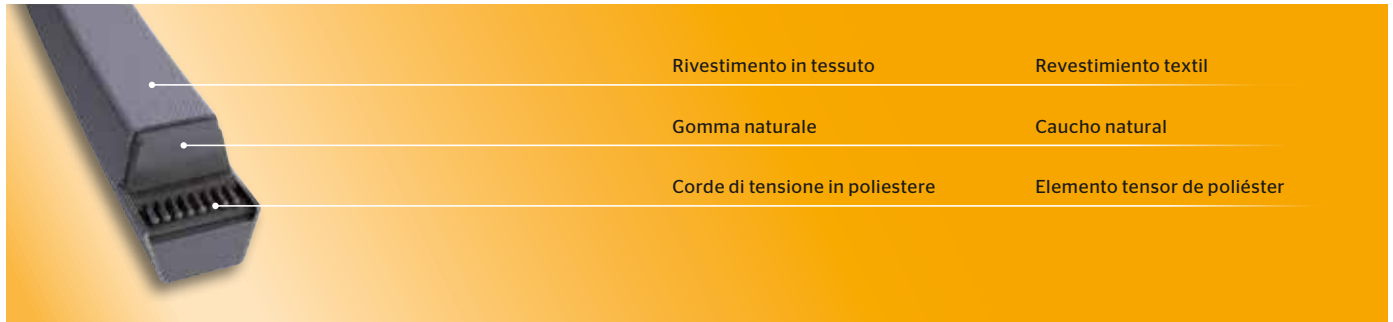 Rivestimento in tessuto Revestimiento textil
Gomma naturale Caucho natural
Corde di tensione in poliestere Elemento tensor de poliéster